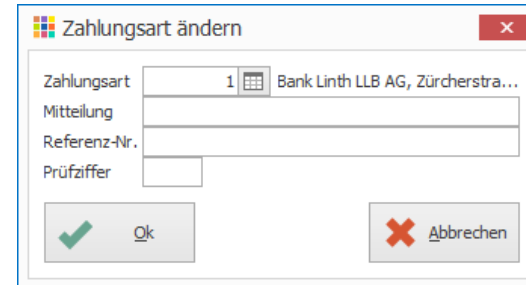 Zahlungsart ändern
Zahlungsart 1 Bank Linth LLB AG, Zürcherstra...
Mitteilung
Referenz-Nr.
Prüfziffer
Ok Abbrechen